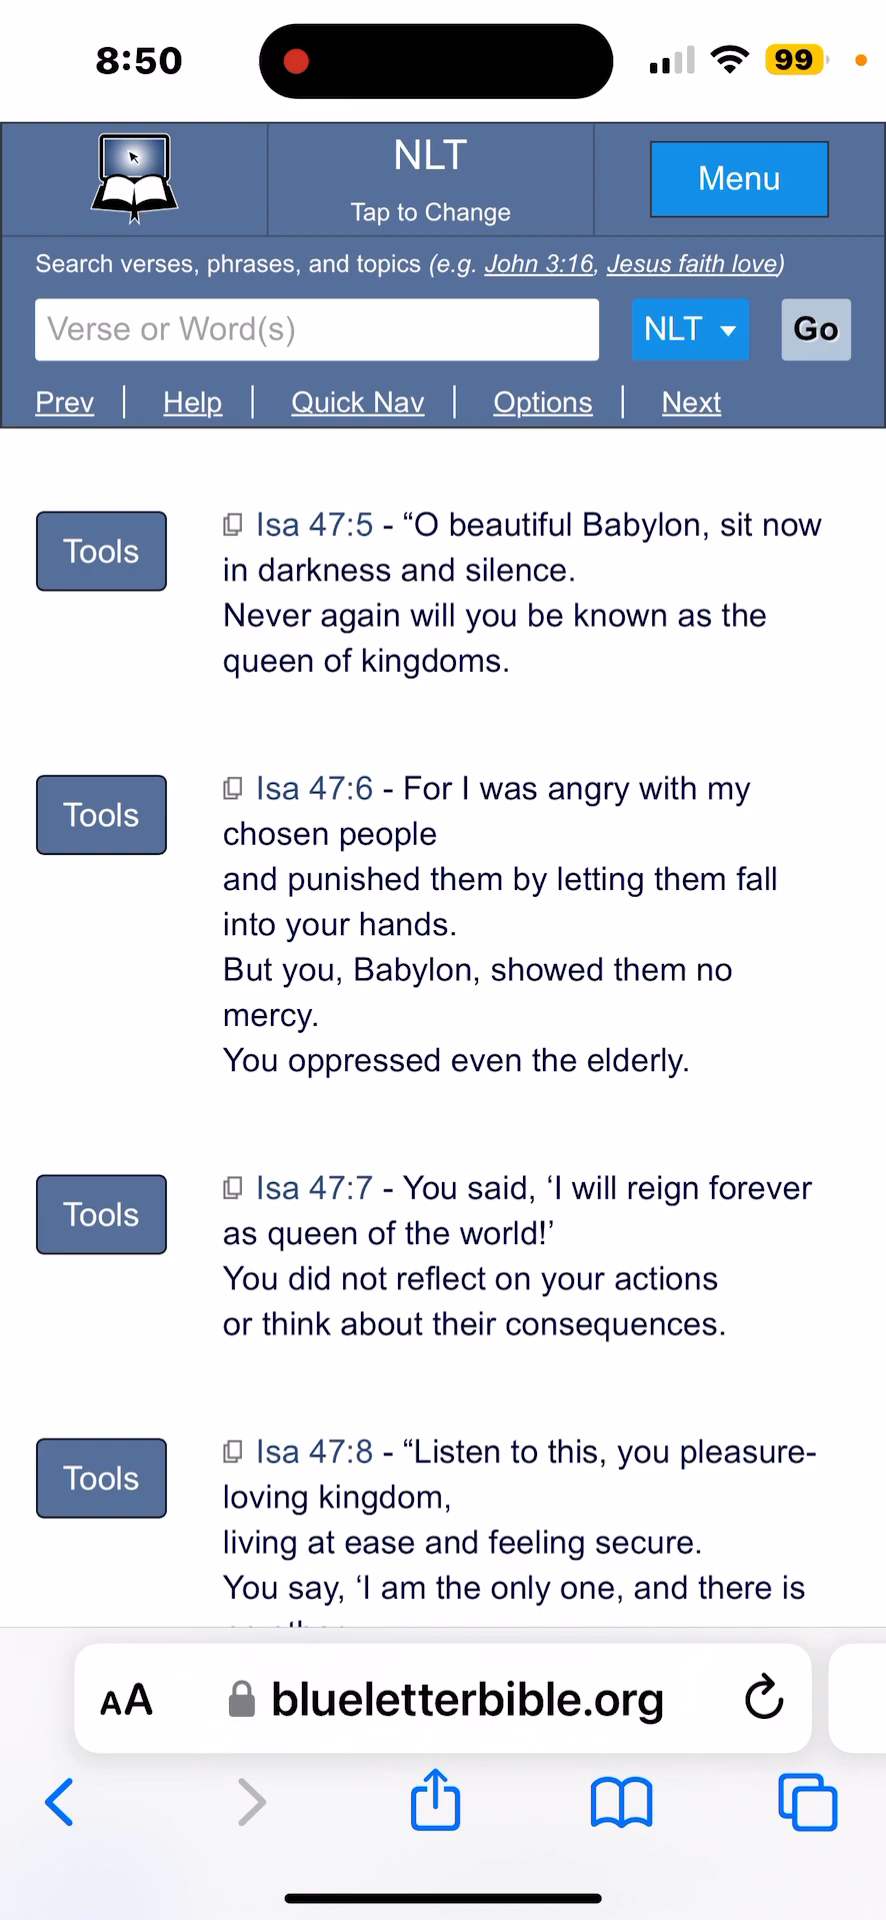 8:50
99
NLT
Tap to Change
Menu
Search verses, phrases, and topics (e.g. John 3:16, Jesus faith love)
Verse or Word(s)
NLT
Go
Prev | Help | Quick Nav | Options | Next
Tools
Isa 47:5 - “O beautiful Babylon, sit now
in darkness and silence.
Never again will you be known as the
queen of kingdoms.
Tools
Isa 47:6 - For I was angry with my
chosen people
and punished them by letting them fall
into your hands.
But you, Babylon, showed them no
mercy.
You oppressed even the elderly.
Tools
Isa 47:7 - You said, ‘I will reign forever
as queen of the world!’
You did not reflect on your actions
or think about their consequences.
Tools
Isa 47:8 - “Listen to this, you pleasure-
loving kingdom,
living at ease and feeling secure.
You say, ‘I am the only one, and there is
AA
blueletterbible.org